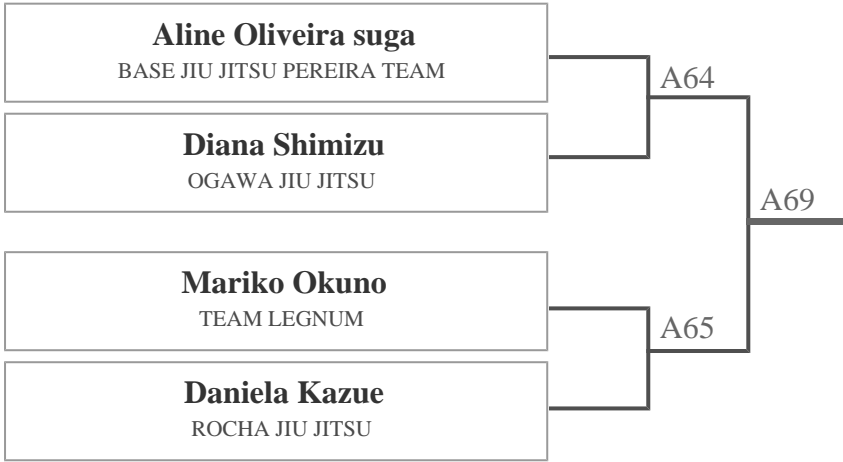 Aline Oliveira suga
BASE JIU JITSU PEREIRA TEAM
A64
Diana Shimizu
OGAWA JIU JITSU
A69
Mariko Okuno
TEAM LEGNUM
A65
Daniela Kazue
ROCHA JIU JITSU